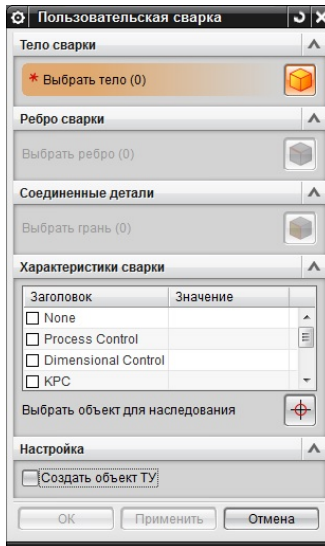 Пользовательская сварка
Тело сварки
* Выбрать тело (0)
Ребро сварки
Выбрать ребро (0)
Соединенные детали
Выбрать грань (0)
Характеристики сварки
Заголовок Значение
None
Process Control
Dimensional Control
KPC
Выбрать объект для наследования
Настройка
Создать объект ТУ
ОК Применить Отмена